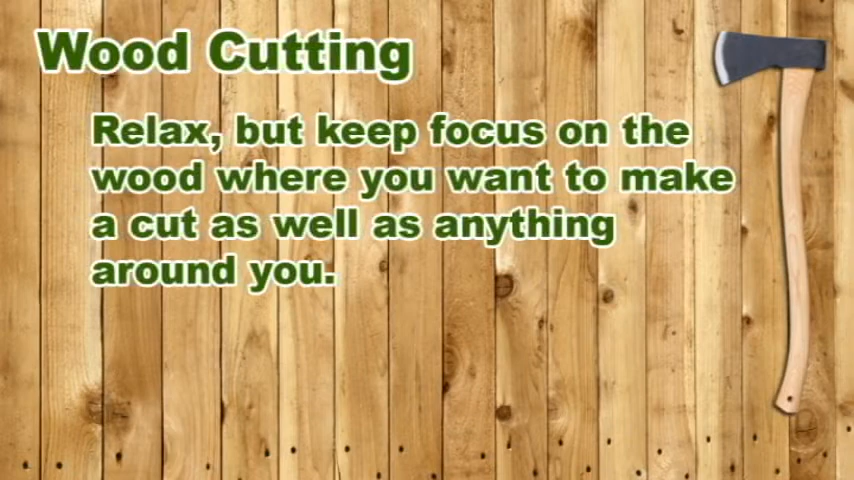 Wood Cutting
Relax, but keep focus on the
wood where you want to make
a cut as well as anything
around you.